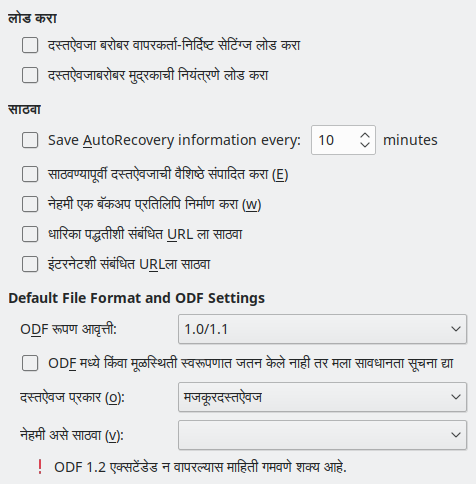 लोड करा
दस्तऐवजा बरोबर वापरकर्ता-निर्दिष्ट सेटिंग्ज लोड करा
दस्तऐवजाबरोबर मुद्रकाची नियंत्रणे लोड करा
साठवा
Save AutoRecovery information every: 10 minutes
साठवण्यापूर्वी दस्तऐवजाची वैशिष्ठे संपादित करा (E)
नेहमी एक बॅकअप प्रतिलिपि निर्माण करा (w)
धारिका पद्धतीशी संबंधित URL ला साठवा
इंटरनेटशी संबंधित URLला साठवा
Default File Format and ODF Settings
ODF रूपण आवृत्ती: 1.0/1.1
ODF मध्ये किंवा मूळस्थिती स्वरूपणात जतन केले नाही तर मला सावधानता सूचना द्या
दस्तऐवज प्रकार (o): मजकूरदस्तऐवज
नेहमी असे साठवा (v):
! ODF 1.2 एक्सटेंडेड न वापरल्यास माहिती गमवणे शक्य आहे.